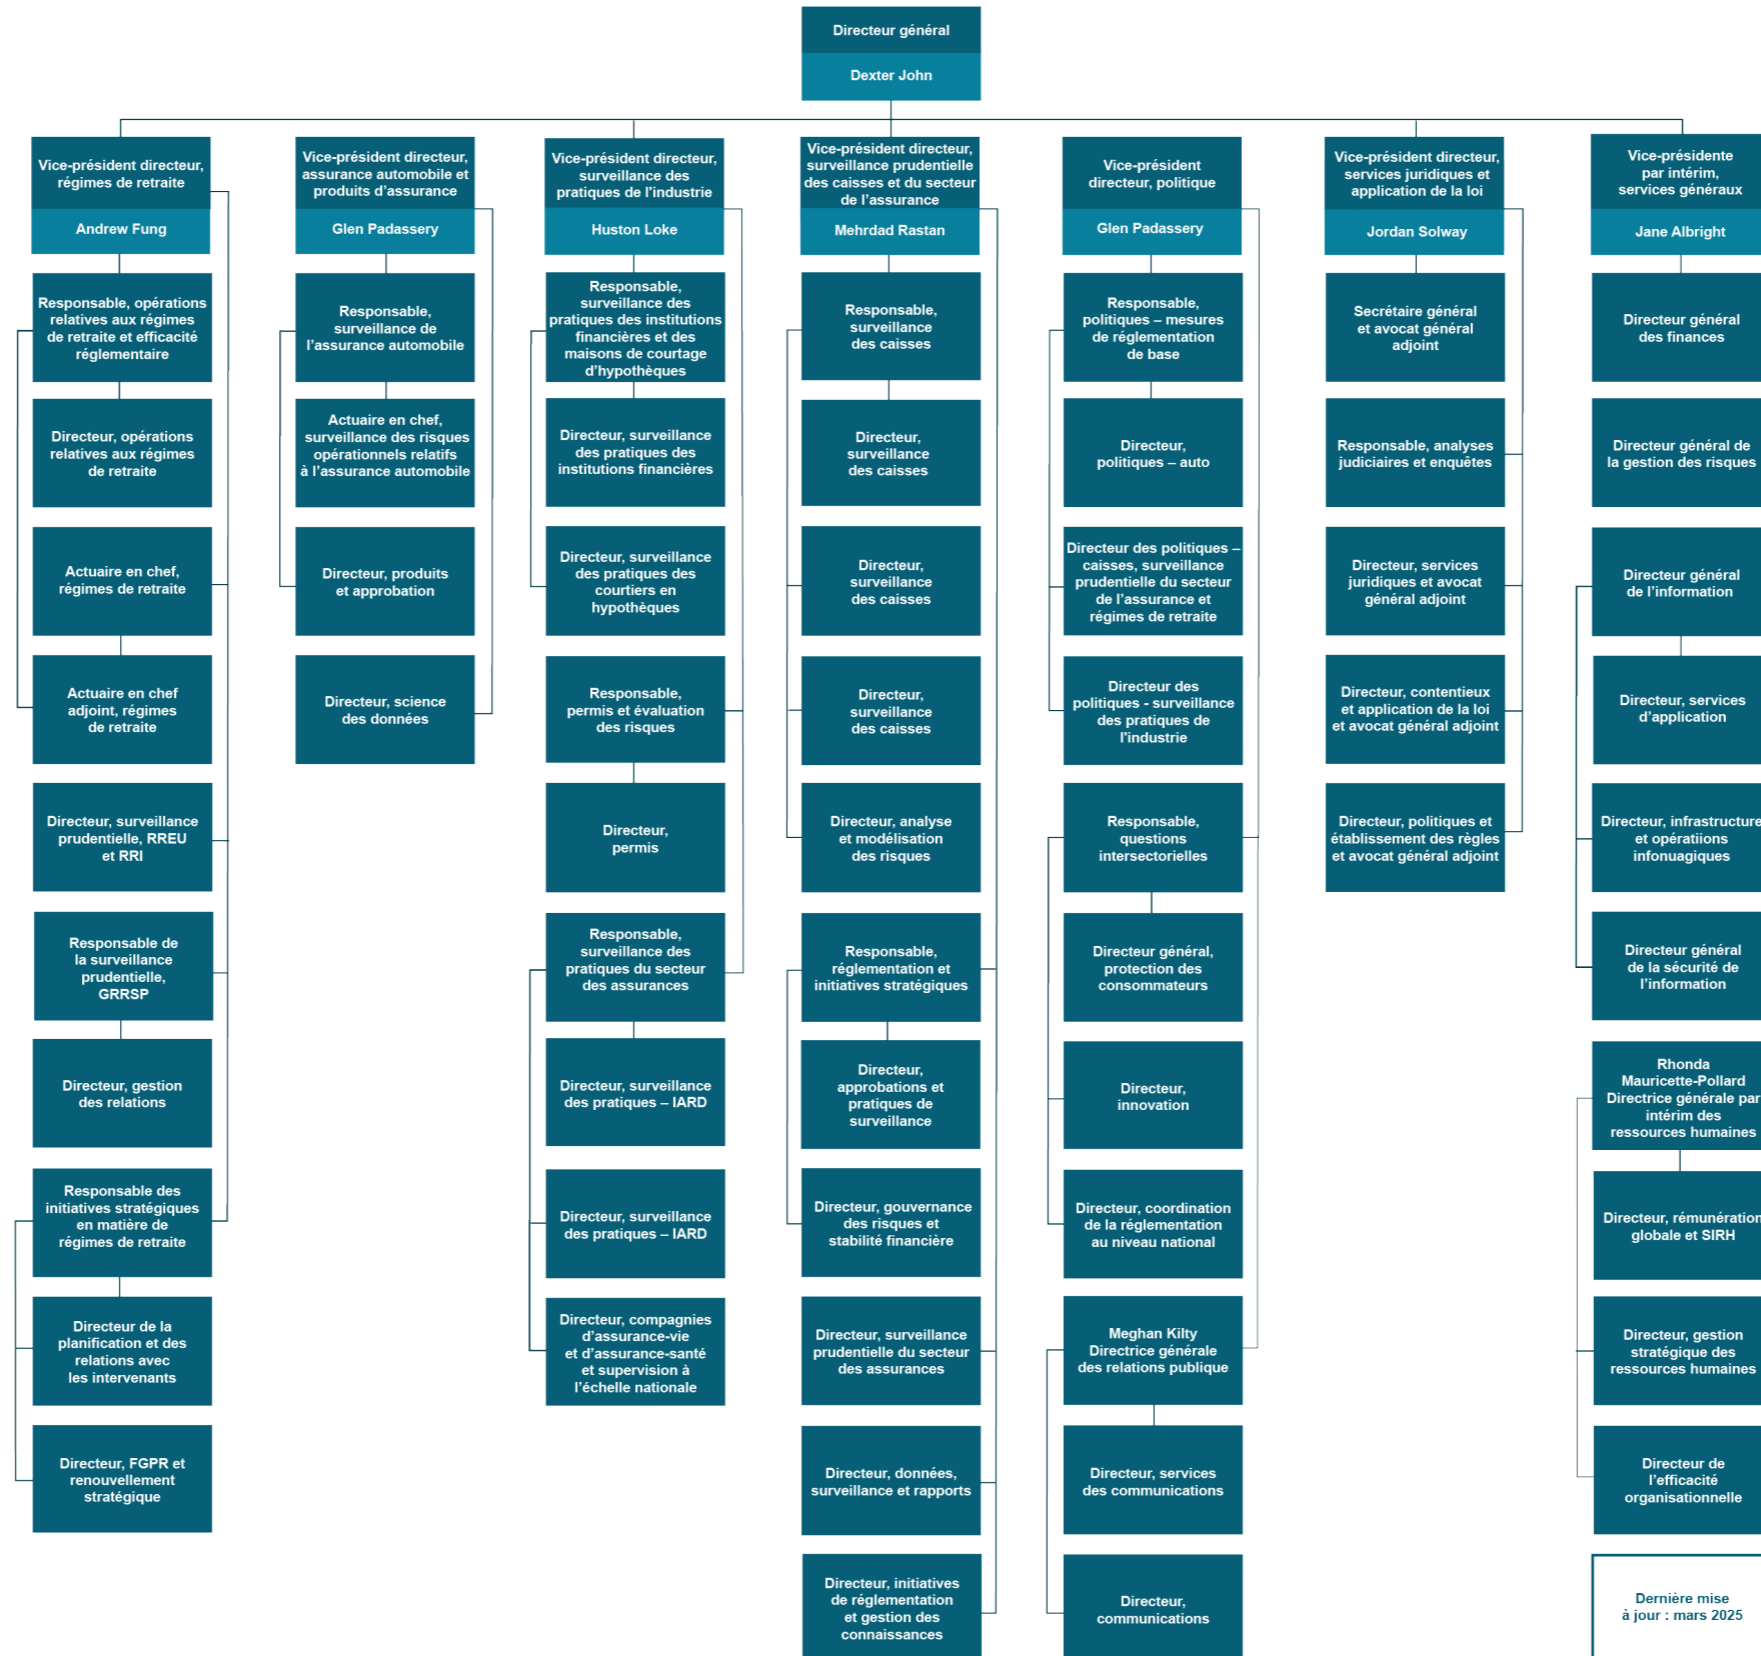 Directeur général
Dexter John
Vice-président directeur,
régimes de retraite
Andrew Fung
Responsable, opérations
relatives aux régimes
de retraite et efficacité
réglementaire
Directeur, opérations
relatives aux régimes
de retraite
Actuaire en chef,
régimes de retraite
Actuaire en chef
adjoint, régimes
de retraite
Directeur, surveillance
prudentielle, RREU
et RRI
Responsable de
la surveillance
prudentielle,
GRRSP
Directeur, gestion
des relations
Responsable des
initiatives stratégiques
en matière de
régimes de retraite
Directeur de la
planification et des
relations avec
les intervenants
Directeur, FGPR et
renouvellement
stratégique
Vice-président directeur,
assurance automobile et
produits d’assurance
Glen Padassery
Responsable,
surveillance de
l’assurance automobile
Actuaire en chef,
surveillance des risques
opérationnels relatifs
à l’assurance automobile
Directeur, produits
et approbation
Directeur, science
des données
Vice-président directeur,
surveillance des
pratiques de l'industrie
Huston Loke
Responsable,
surveillance des
pratiques des institutions
financières et des
maisons de courtage
d’hypothèques
Directeur, surveillance
des pratiques des
institutions financières
Directeur, surveillance
des pratiques des
courtiers en
hypothèques
Responsable,
permis et évaluation
des risques
Directeur,
permis
Responsable,
surveillance des
pratiques du secteur
des assurances
Directeur, surveillance
des pratiques – IARD
Directeur, surveillance
des pratiques – IARD
Directeur, compagnies
d’assurance-vie
et d’assurance-santé
et supervision à
l’échelle nationale
Vice-président directeur,
surveillance prudentielle
des caisses et du secteur
de l’assurance
Mehrdad Rastan
Responsable,
surveillance
des caisses
Directeur,
surveillance
des caisses
Directeur,
surveillance
des caisses
Directeur,
surveillance
des caisses
Directeur, analyse
et modélisation
des risques
Responsable,
réglementation et
initiatives stratégiques
Directeur,
approbations et
pratiques de
surveillance
Directeur, gouvernance
des risques et
stabilité financière
Directeur, surveillance
prudentielle du secteur
des assurances
Directeur, données,
surveillance et rapports
Directeur, initiatives
de réglementation
et gestion des
connaissances
Vice-président
directeur, politique
Glen Padassery
Responsable,
politiques – mesures
de réglementation
de base
Directeur,
politiques – auto
Directeur des politiques –
caisses, surveillance
prudentielle du secteur
de l’assurance et
régimes de retraite
Directeur des
politiques - surveillance
des pratiques de
l'industrie
Responsable,
questions
intersectorielles
Directeur général,
protection des
consommateurs
Directeur,
innovation
Directeur, coordination
de la réglementation
au niveau national
Meghan Kilty
Directrice générale
des relations publique
Directeur, services
des communications
Directeur,
communications
Vice-président directeur,
services juridiques et
application de la loi
Jordan Solway
Secrétaire général
et avocat général
adjoint
Responsable, analyses
judiciaires et enquêtes
Directeur, services
juridiques et avocat
général adjoint
Directeur, contentieux
et application de la loi
et avocat général adjoint
Directeur, politiques et
établissement des règles
et avocat général adjoint
Vice-présidente
par intérim,
services généraux
Jane Albright
Directeur général
des finances
Directeur général de
la gestion des risques
Directeur général
de l’information
Directeur, services
d’application
Directeur, infrastructure
et opératiions
infonuagiques
Directeur général
de la sécurité de
l’information
Rhonda
Mauricette-Pollard
Directrice générale par
intérim des
ressources humaines
Directeur, rémunération
globale et SIRH
Directeur, gestion
stratégique des
ressources humaines
Directeur de
l’efficacité
organisationnelle
Dernière mise
à jour : mars 2025